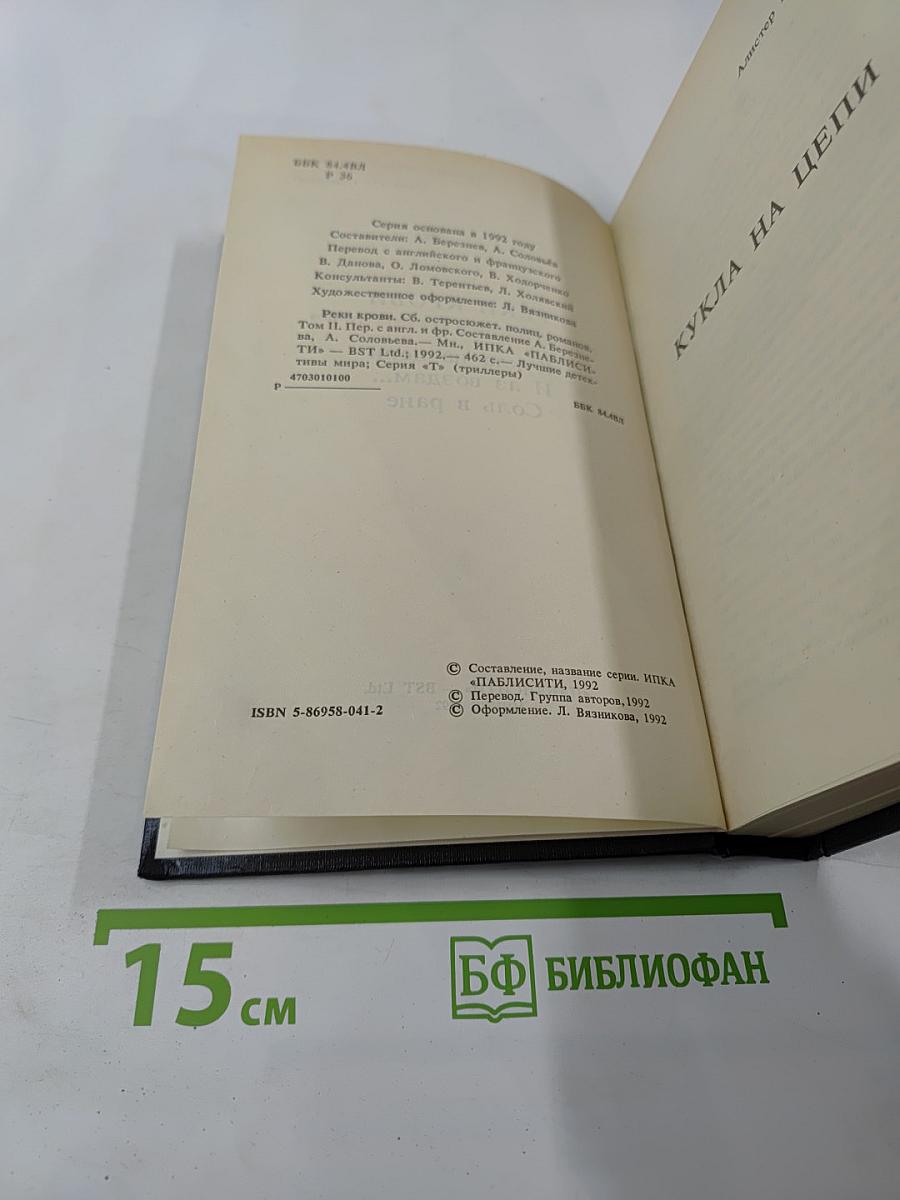 ББК 84.4ВЛ
Р 36
Серия основана в 1992 году
Составители: А. Березнев, А. Соловьёв
Перевод с английского и французского
В. Данова, О. Ломовского, В. Ходорченко
Консультанты: В. Терентьев, Л. Холявский
Художественное оформление: Л. Вязникова
Реки крови. Сб. остросюжет. полиц. романов.
Том II. Пер. с англ. и фр. Составление А. Березне-
ва, А. Соловьева.— Мн., ИПКА «ПАБЛИСИ-
ТИ» — BST Ltd.; 1992,— 462 с.— Лучшие детек-
тивы мира; Серия «Т» (триллеры)
Р 4703010100
ББК 84.4ВЛ
© Составление, название серии. ИПКА
«ПАБЛИСИТИ, 1992
© Перевод. Группа авторов,1992
© Оформление. Л. Вязникова, 1992
ISBN 5-86958-041-2
Алистер
КУКЛА НА ЦЕПИ
15 см
БФ БИБЛИОФАН